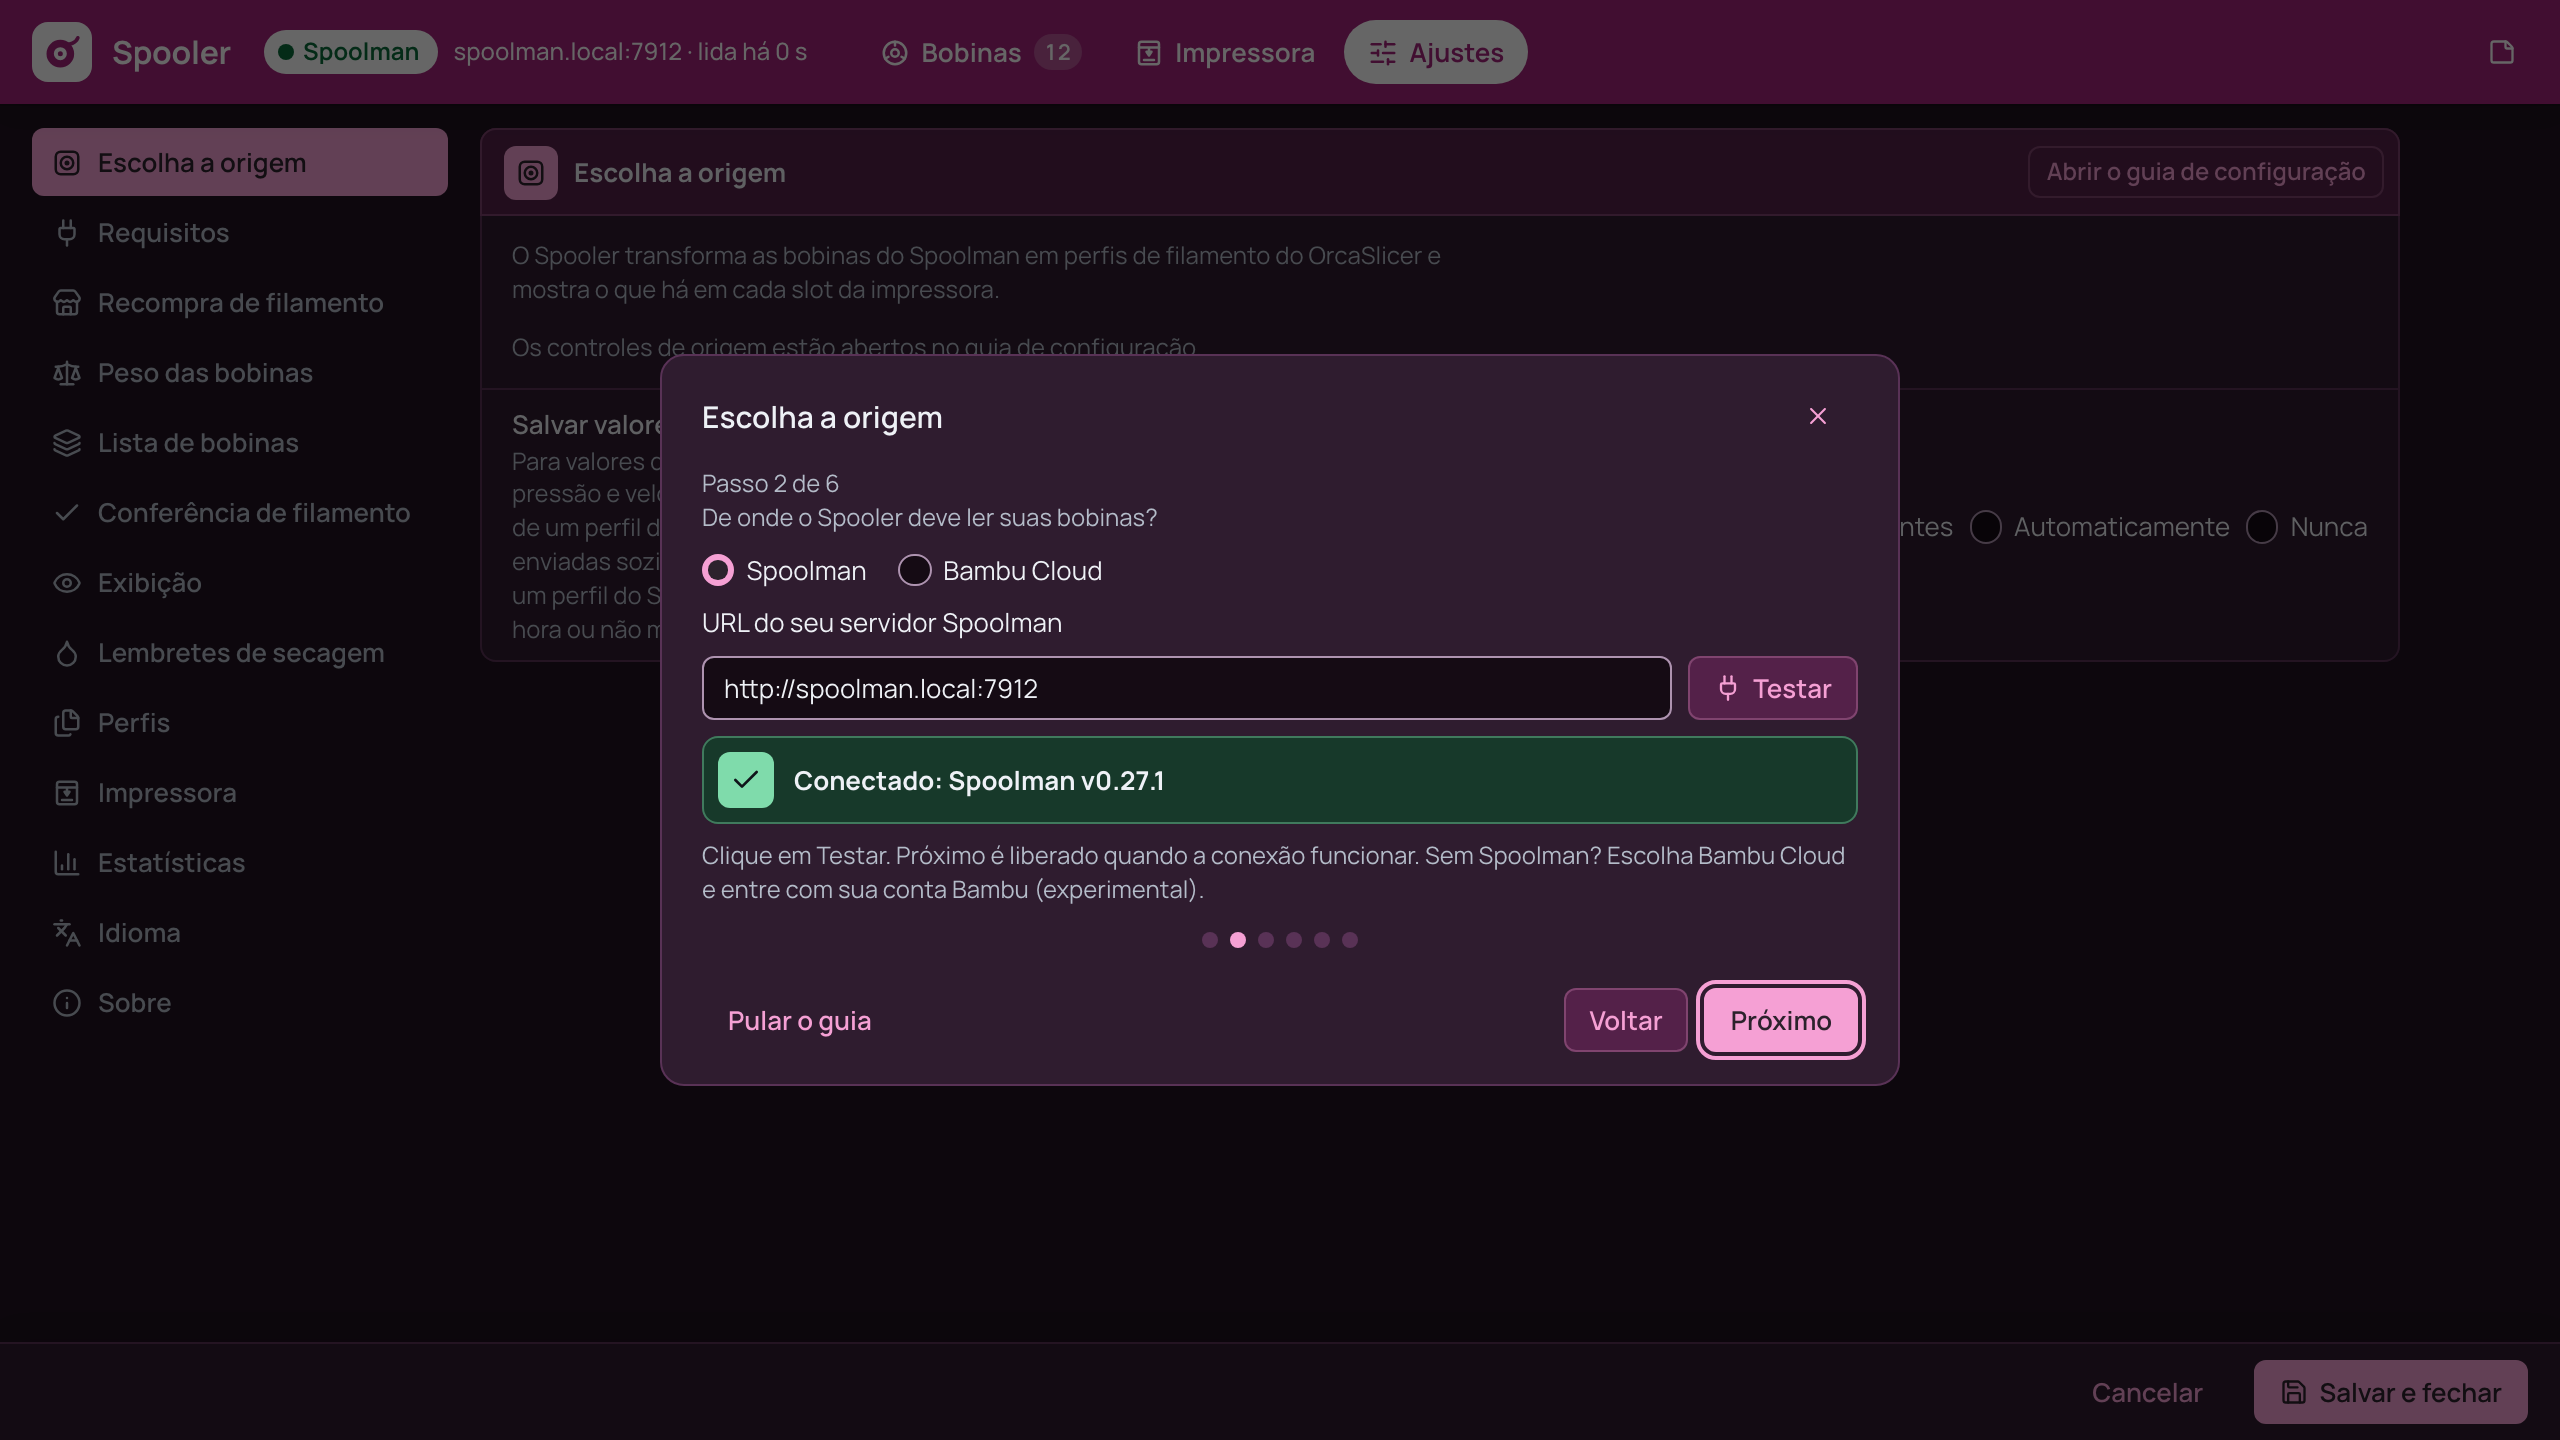 Spooler
Spoolman
spoolman.local:7912 · lida há 0 s
Bobinas 12
Impressora
Ajustes
Escolha a origem
Requisitos
Recompra de filamento
Peso das bobinas
Lista de bobinas
Conferência de filamento
Exibição
Lembretes de secagem
Perfis
Impressora
Estatísticas
Idioma
Sobre
Escolha a origem
Abrir o guia de configuração
O Spooler transforma as bobinas do Spoolman em perfis de filamento do OrcaSlicer e
mostra o que há em cada slot da impressora.
Os controles de origem estão abertos no guia de configuração
Salvar
Para valores
pressão e
de um perfil
enviadas
um perfil do
hora ou não
Automaticamente
Nunca
Escolha a origem
Passo 2 de 6
De onde o Spooler deve ler suas bobinas?
Spoolman
Bambu Cloud
URL do seu servidor Spoolman
http://spoolman.local:7912
Testar
Conectado: Spoolman v0.27.1
Clique em Testar. Próximo é liberado quando a conexão funcionar. Sem Spoolman? Escolha Bambu Cloud
e entre com sua conta Bambu (experimental).
Pular o guia
Voltar
Próximo
Cancelar
Salvar e fechar